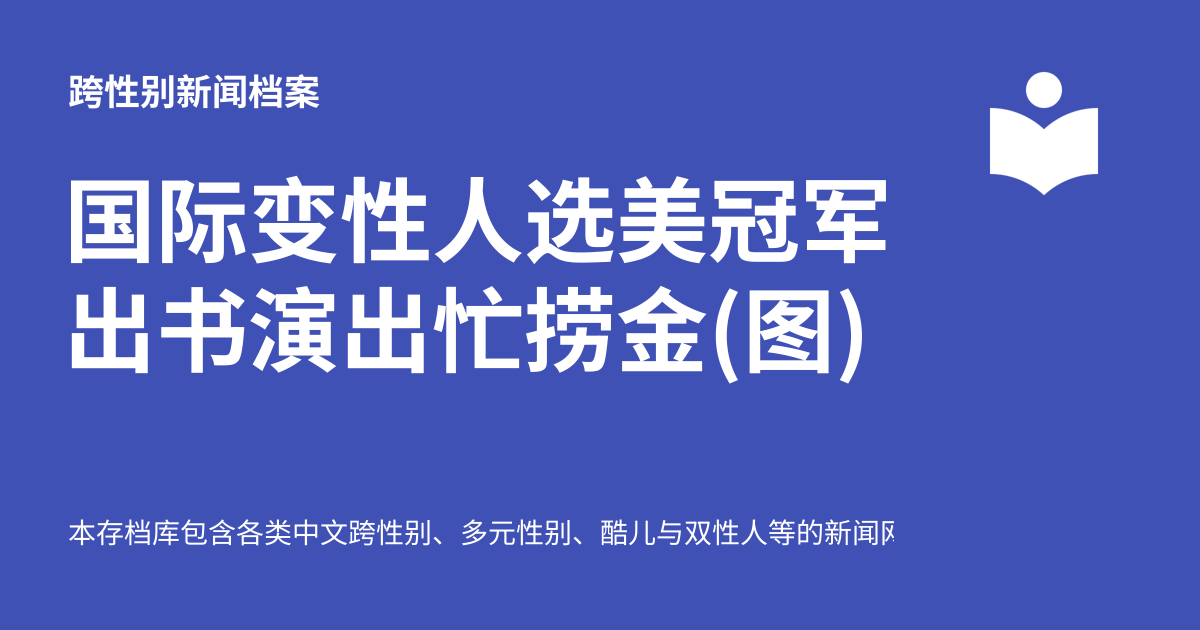 跨性别新闻档案
国际变性人选美冠军
出书演出忙捞金(图)
本存档库包含各类中文跨性别、多元性别、酷儿与双性人等的新闻